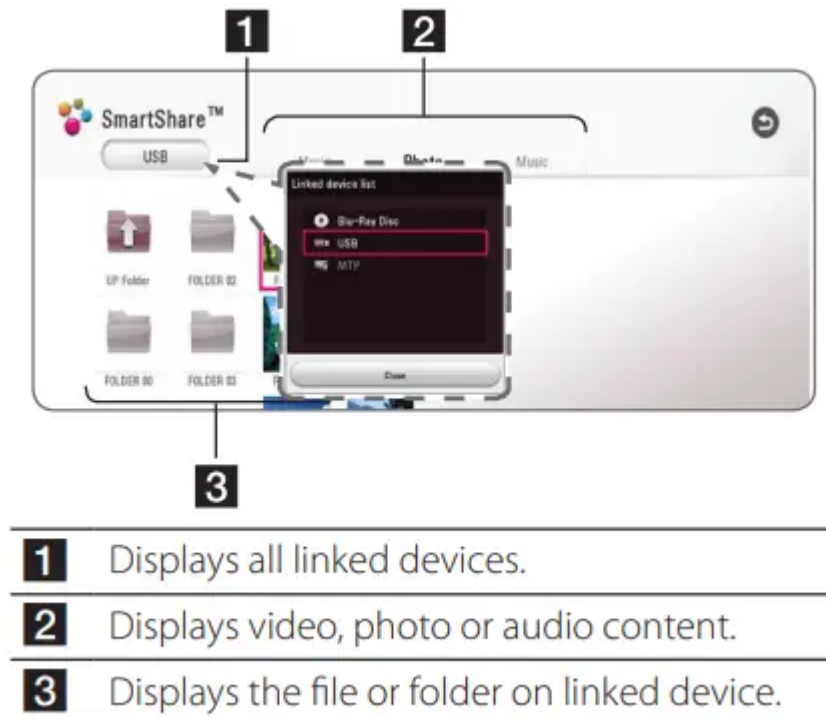 1 2
SmartShare™
USB
Photo Music
Linked device list
Blu-Ray Disc
USB
MTP
UP Folder FOLDER 02
FOLDER 00 FOLDER 03
Close
3
1 Displays all linked devices.
2 Displays video, photo or audio content.
3 Displays the file or folder on linked device.